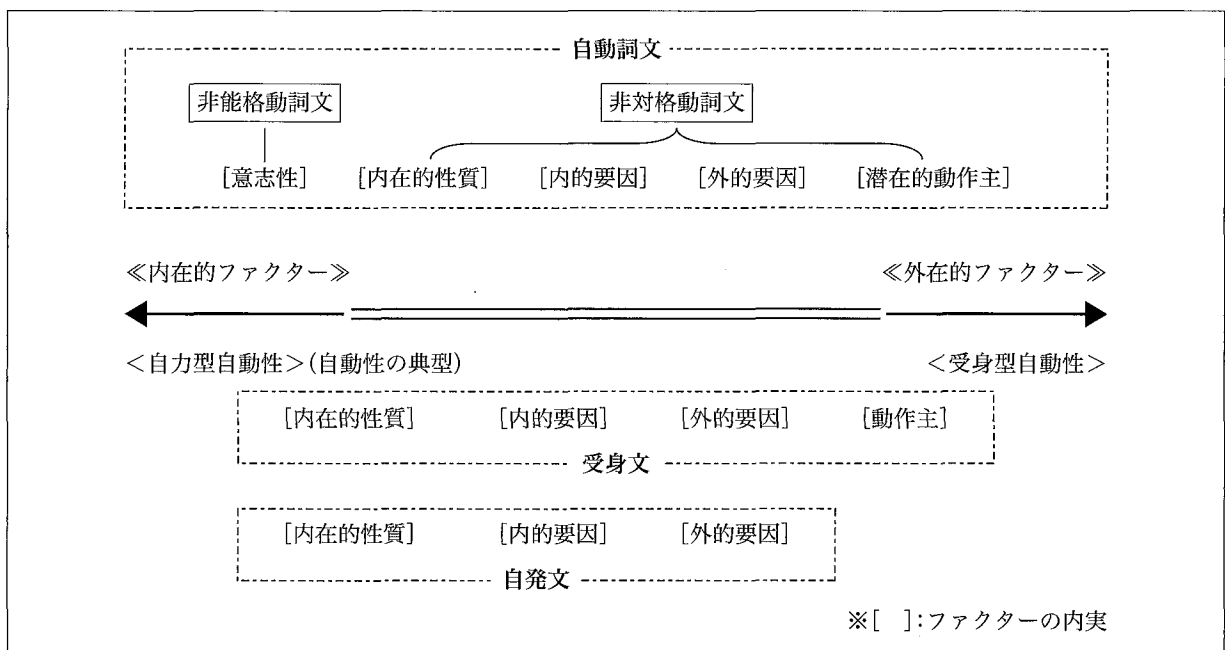 自動詞文
非能格動詞文 非対格動詞文
[意志性] [内在的性質] [内的要因] [外的要因] [潜在的動作主]
≪内在的ファクター≫ ≪外在的ファクター≫
＜自力型自動性＞(自動性の典型) ＜受身型自動性＞
[内在的性質] [内的要因] [外的要因] [動作主]
受身文
[内在的性質] [内的要因] [外的要因]
自発文
※[ ]:ファクターの内実